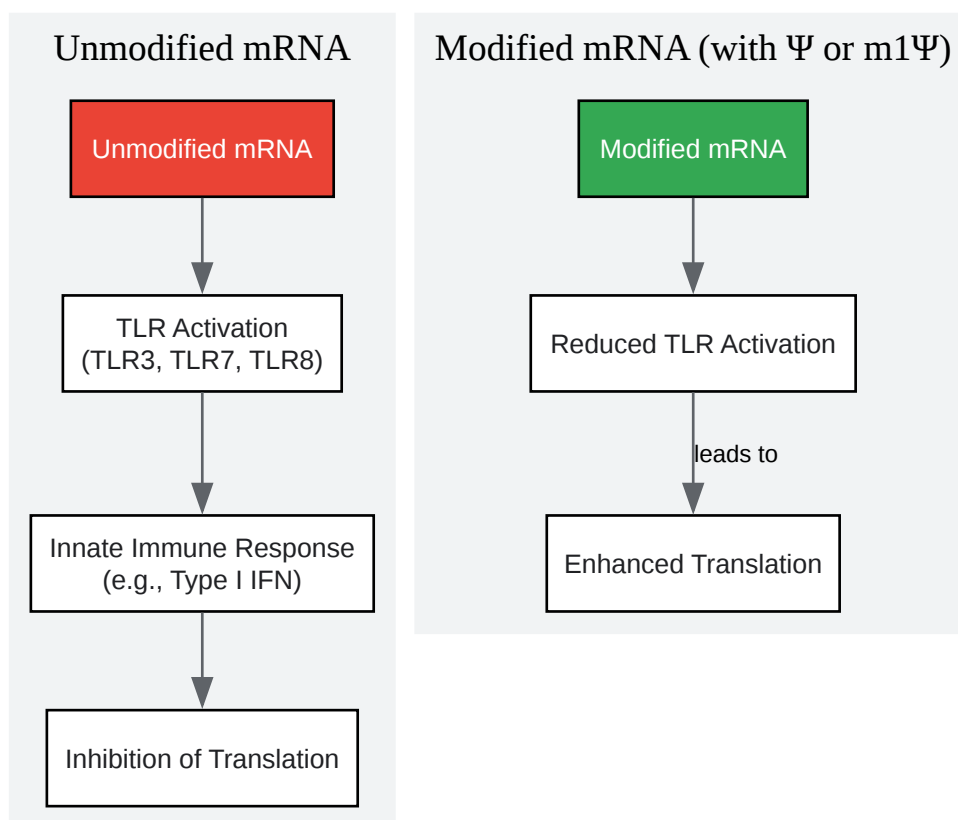 Unmodified mRNA
Unmodified mRNA
TLR Activation
(TLR3, TLR7, TLR8)
Innate Immune Response
(e.g., Type I IFN)
Inhibition of Translation
Modified mRNA (with Ψ or m1Ψ)
Modified mRNA
Reduced TLR Activation
leads to
Enhanced Translation